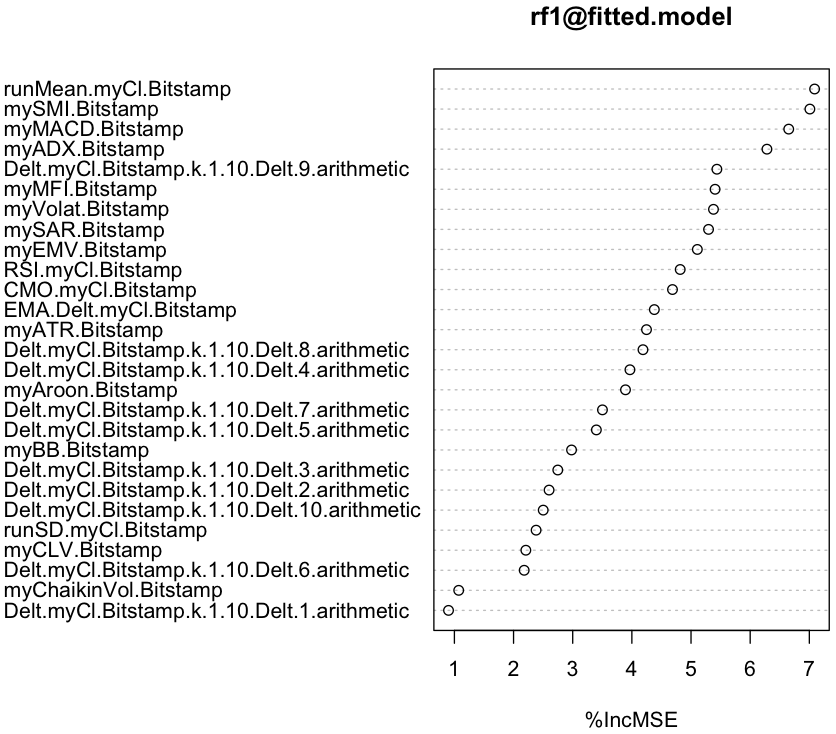 rf1@fitted.model
runMean.myCl.Bitstamp
mySMI.Bitstamp
myMACD.Bitstamp
myADX.Bitstamp
Delt.myCl.Bitstamp.k.1.10.Delt.9.arithmetic
myMFI.Bitstamp
myVolat.Bitstamp
mySAR.Bitstamp
myEMV.Bitstamp
RSI.myCl.Bitstamp
CMO.myCl.Bitstamp
EMA.Delt.myCl.Bitstamp
myATR.Bitstamp
Delt.myCl.Bitstamp.k.1.10.Delt.8.arithmetic
Delt.myCl.Bitstamp.k.1.10.Delt.4.arithmetic
myAroon.Bitstamp
Delt.myCl.Bitstamp.k.1.10.Delt.7.arithmetic
Delt.myCl.Bitstamp.k.1.10.Delt.5.arithmetic
myBB.Bitstamp
Delt.myCl.Bitstamp.k.1.10.Delt.3.arithmetic
Delt.myCl.Bitstamp.k.1.10.Delt.2.arithmetic
Delt.myCl.Bitstamp.k.1.10.Delt.10.arithmetic
runSD.myCl.Bitstamp
myCLV.Bitstamp
Delt.myCl.Bitstamp.k.1.10.Delt.6.arithmetic
myChaikinVol.Bitstamp
Delt.myCl.Bitstamp.k.1.10.Delt.1.arithmetic
1 2 3 4 5 6 7
%IncMSE